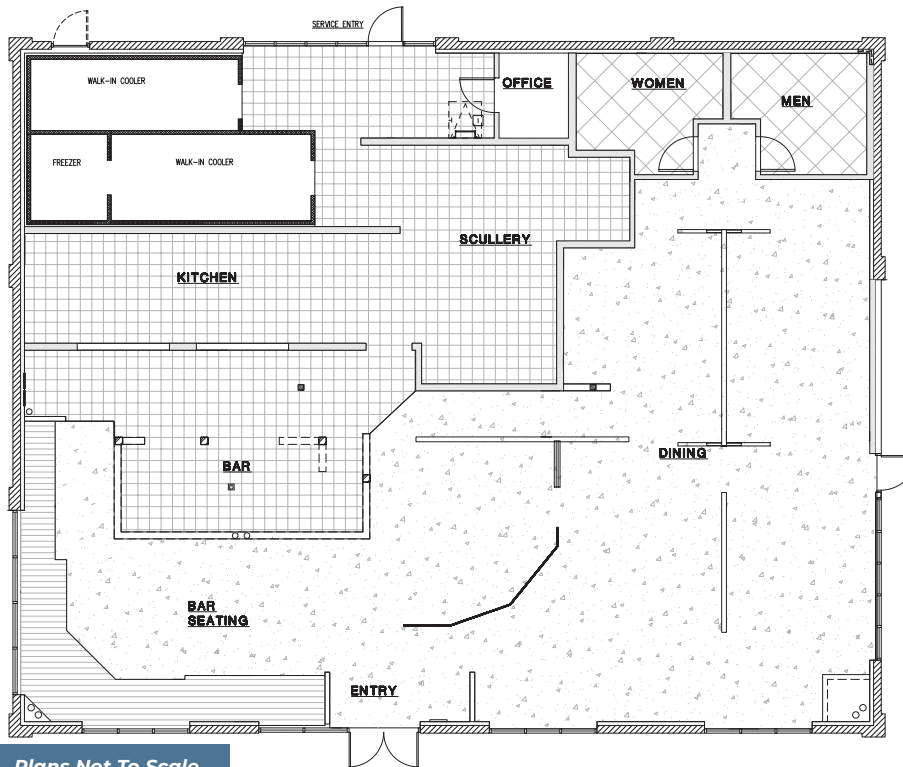 SERVICE ENTRY
WALK-IN COOLER
OFFICE
WOMEN
MEN
FREEZER
WALK-IN COOLER
SCULLERY
KITCHEN
DINING
BAR
BAR
SEATING
ENTRY
Plans Not To Scale